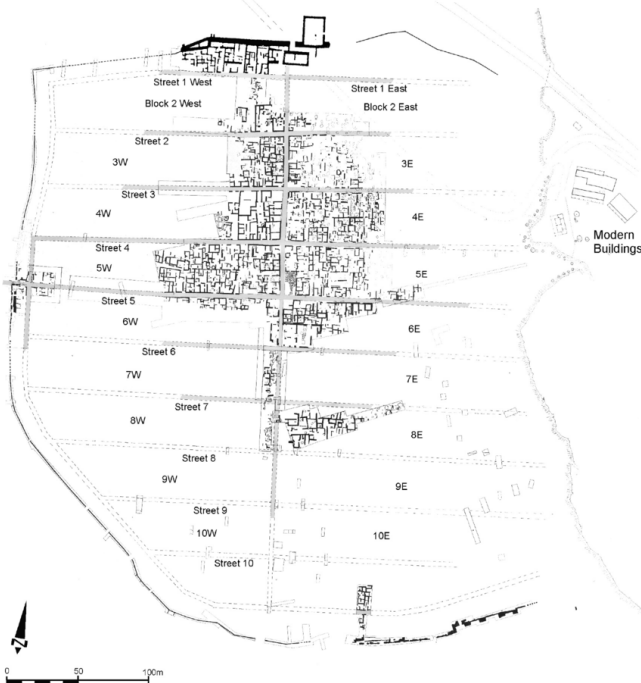 Street 1 West
Street 1 East
Block 2 West
Block 2 East
Street 2
3W
3E
Street 3
4W
4E
Modern
Buildings
Street 4
5W
5E
Street 5
6W
6E
Street 6
7W
7E
Street 7
8W
8E
Street 8
9W
9E
Street 9
10W
10E
Street 10
N
0
50
100m